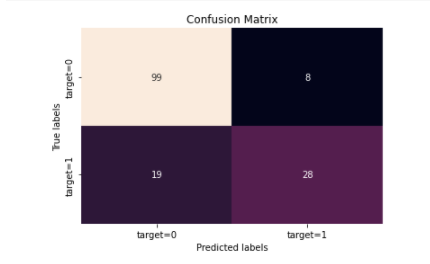 Confusion Matrix
target=0
99
8
True labels
target=1
19
28
target=0
target=1
Predicted labels